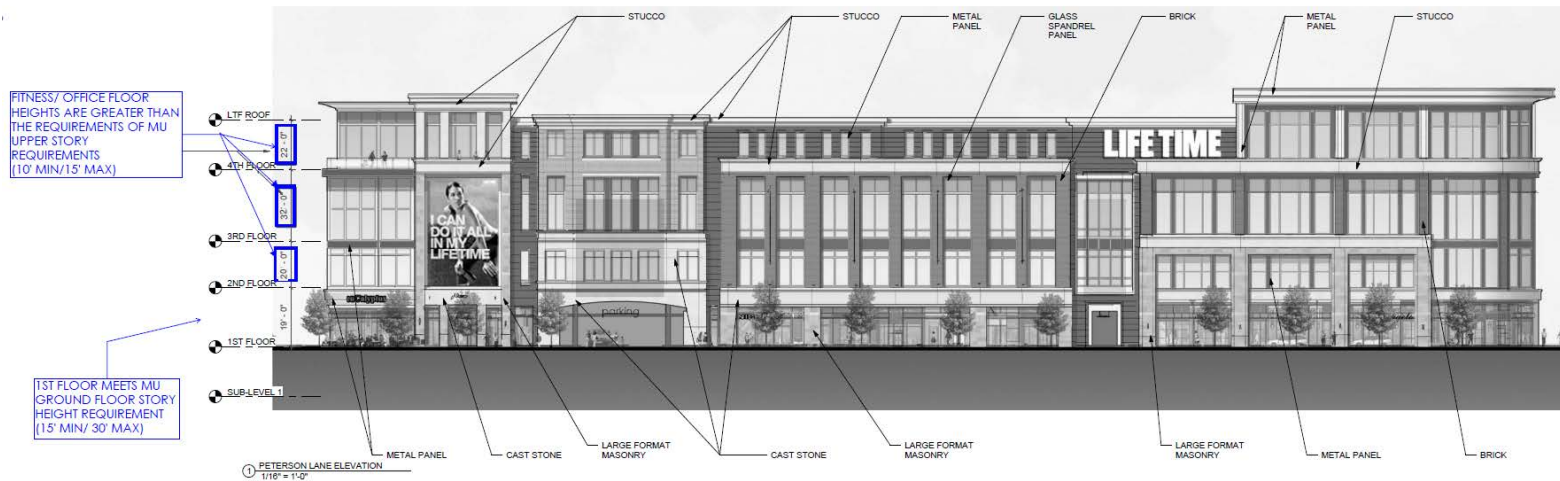 STUCCO
STUCCO
METAL
PANEL
GLASS
SPANDREL
PANEL
BRICK
METAL
PANEL
STUCCO
FITNESS/ OFFICE FLOOR
HEIGHTS ARE GREATER THAN
THE REQUIREMENTS OF MU
UPPER STORY
REQUIREMENTS
(10' MIN/15' MAX)
LTF ROOF
22' - 0"
4TH FLOOR
32' - 0"
3RD FLOOR
20' - 0"
2ND FLOOR
19' - 0"
1ST FLOOR
SUB-LEVEL 1
1ST FLOOR MEETS MU
GROUND FLOOR STORY
HEIGHT REQUIREMENT
(15' MIN/ 30' MAX)
I CAN
DO IT ALL
IN MY
LIFETIME
parking
LIFETIME
METAL PANEL
CAST STONE
LARGE FORMAT
MASONRY
CAST STONE
LARGE FORMAT
MASONRY
LARGE FORMAT
MASONRY
METAL PANEL
BRICK
1 PETERSON LANE ELEVATION
1/16" = 1'-0"